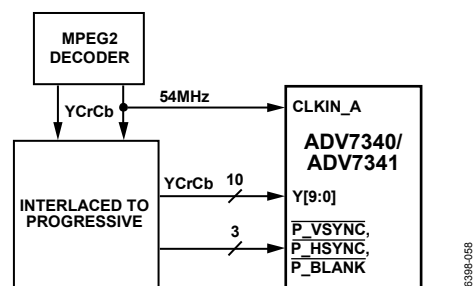 MPEG2
DECODER
YCrCb
54MHz
CLKIN_A
ADV7340/
ADV7341
INTERLACED TO
PROGRESSIVE
YCrCb
10
Y[9:0]
3
P_VSYNC,
P_HSYNC,
P_BLANK
6398-058